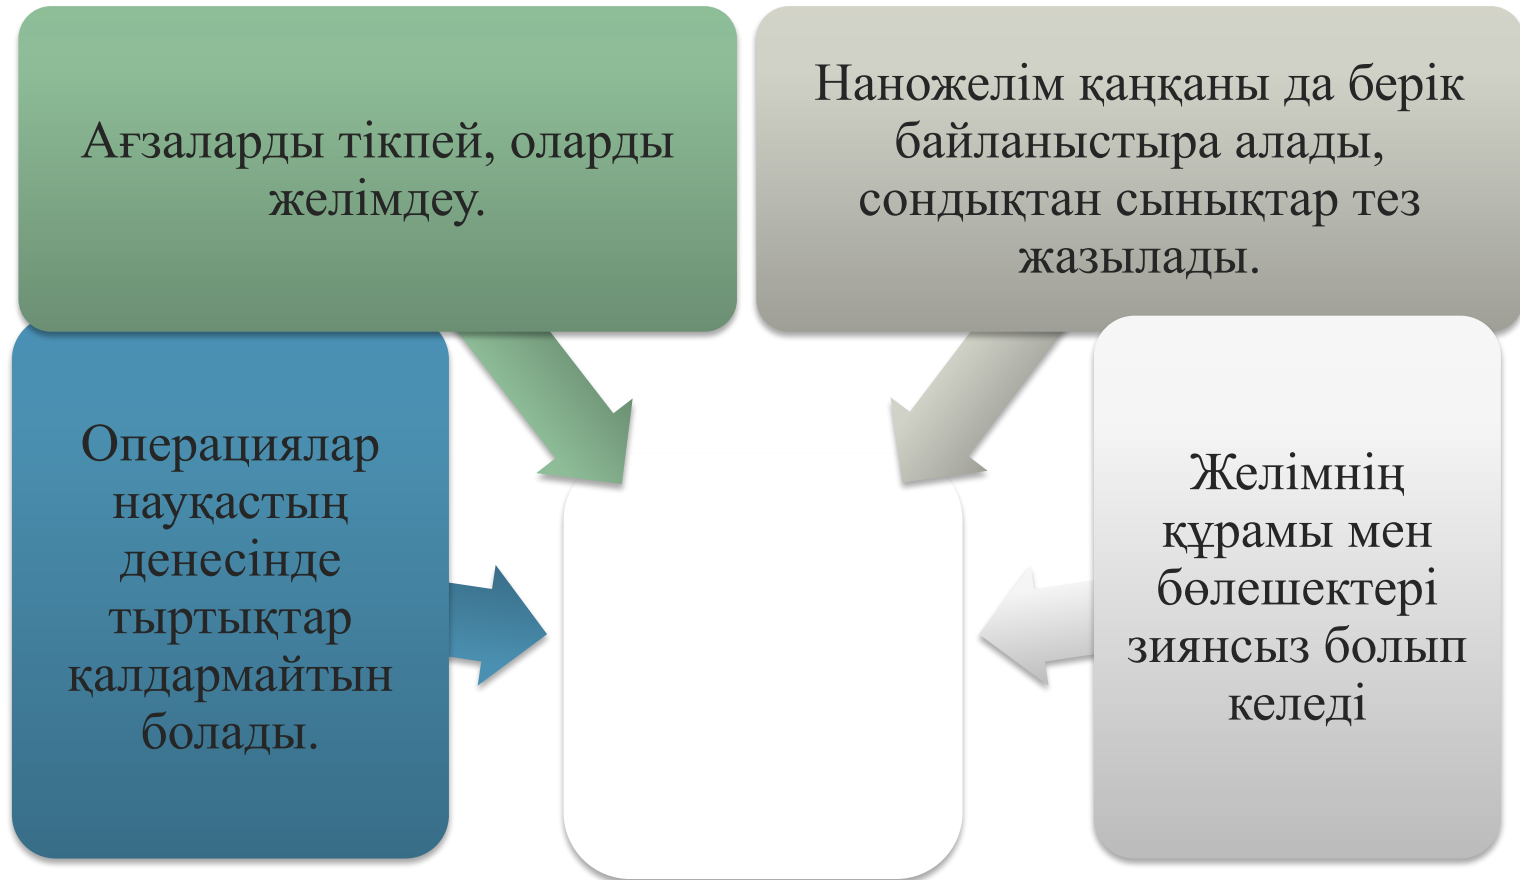 Ағзаларды тікпей, оларды
желімдеу.
Наножелім қаңқаны да берік
байланыстыра алады,
сондықтан сынықтар тез
жазылады.
Операциялар
науқастың
денесінде
тыртықтар
қалдармайтын
болады.
Желімнің
құрамы мен
бөлешектері
зиянсыз болып
келеді